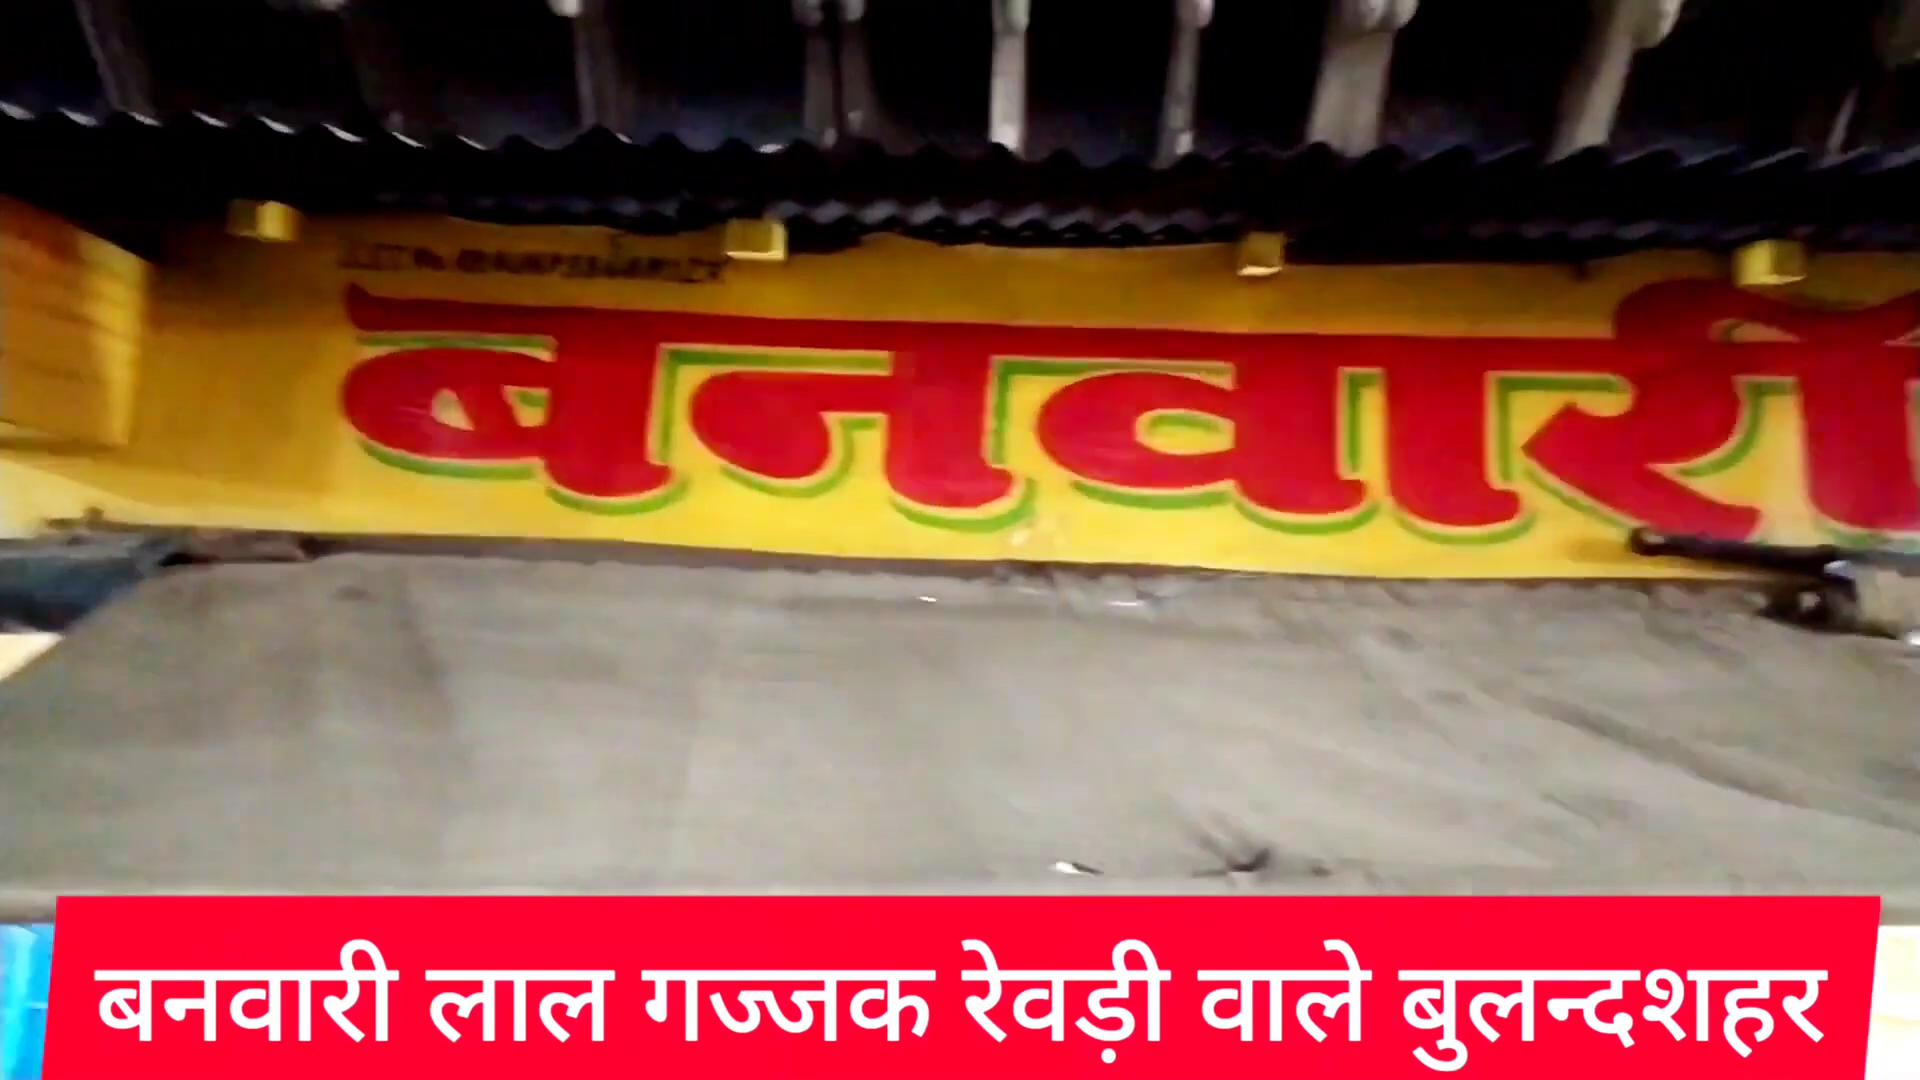 बनवारी
बनवारी लाल गज्जक रेवड़ी वाले बुलन्दशहर